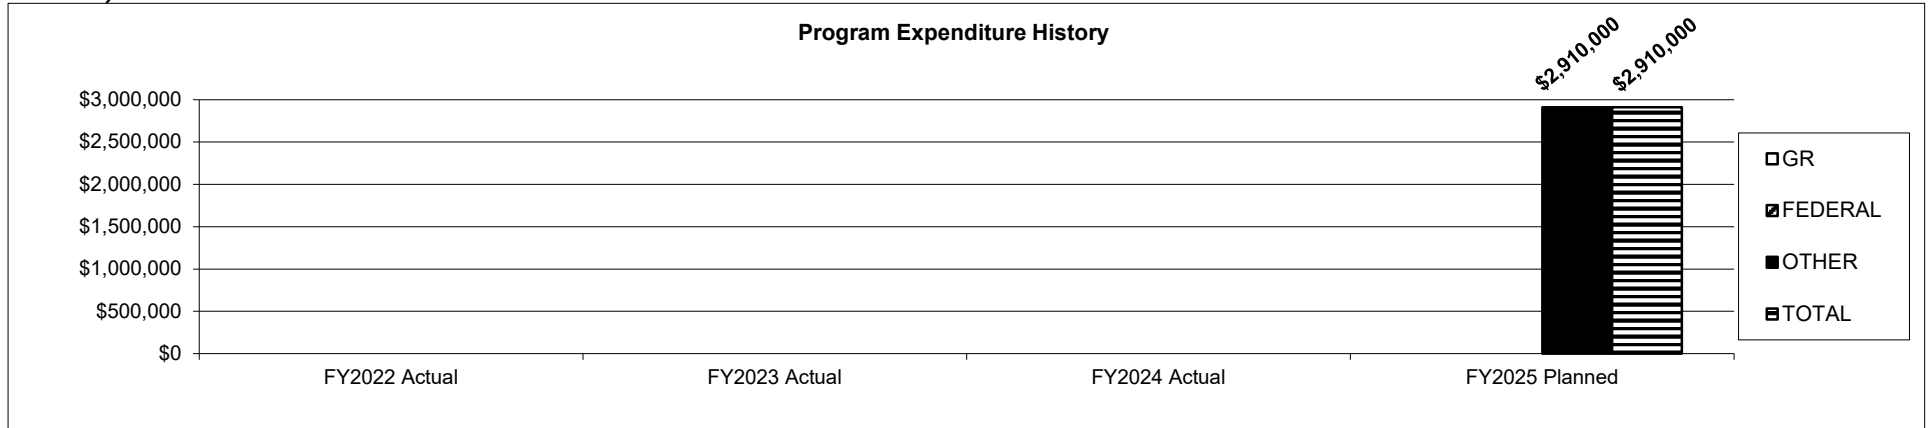 Program Expenditure History
$2,910,000
$2,910,000
$3,000,000
$2,500,000
$2,000,000
$1,500,000
$1,000,000
$500,000
$0
FY2022 Actual
FY2023 Actual
FY2024 Actual
FY2025 Planned
GR
FEDERAL
OTHER
TOTAL